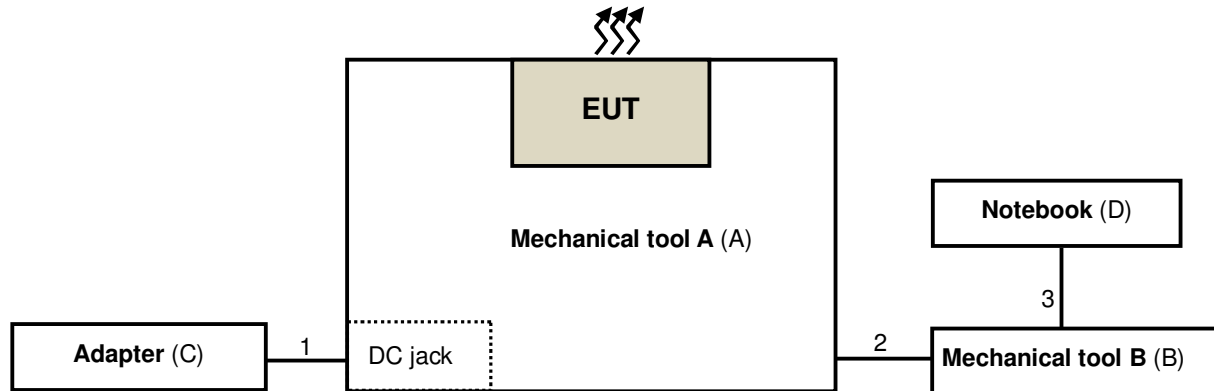 EUT
Notebook (D)
Mechanical tool A (A)
3
Adapter (C)
1
DC jack
2
Mechanical tool B (B)